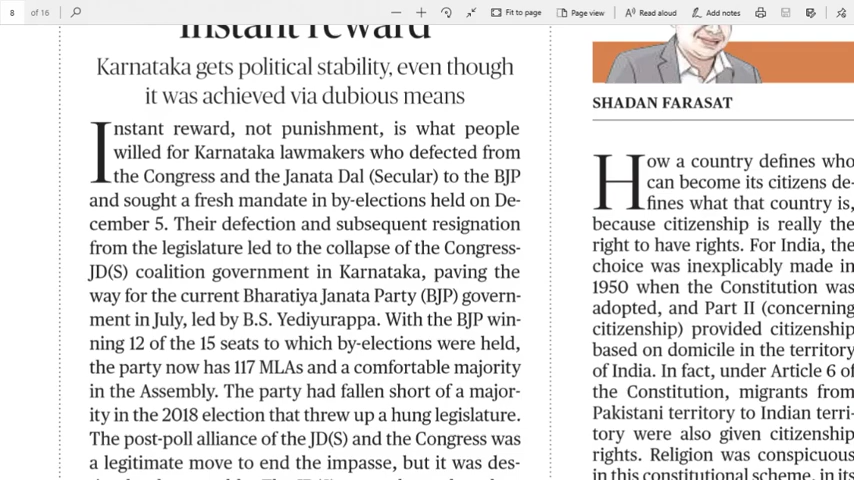 8 of 16 Fit to page Page view Read aloud Add notes
Instant reward
Karnataka gets political stability, even though
it was achieved via dubious means
Instant reward, not punishment, is what people
willed for Karnataka lawmakers who defected from
the Congress and the Janata Dal (Secular) to the BJP
and sought a fresh mandate in by-elections held on De-
cember 5. Their defection and subsequent resignation
from the legislature led to the collapse of the Congress-
JD(S) coalition government in Karnataka, paving the
way for the current Bharatiya Janata Party (BJP) govern-
ment in July, led by B.S. Yediyurappa. With the BJP win-
ning 12 of the 15 seats to which by-elections were held,
the party now has 117 MLAs and a comfortable majority
in the Assembly. The party had fallen short of a major-
ity in the 2018 election that threw up a hung legislature.
The post-poll alliance of the JD(S) and the Congress was
a legitimate move to end the impasse, but it was des-
SHADAN FARASAT
How a country defines who
can become its citizens de-
fines what that country is,
because citizenship is really the
right to have rights. For India, the
choice was inexplicably made in
1950 when the Constitution was
adopted, and Part II (concerning
citizenship) provided citizenship
based on domicile in the territory
of India. In fact, under Article 6 of
the Constitution, migrants from
Pakistani territory to Indian terri-
tory were also given citizenship
rights. Religion was conspicuous
in this constitutional scheme, in its